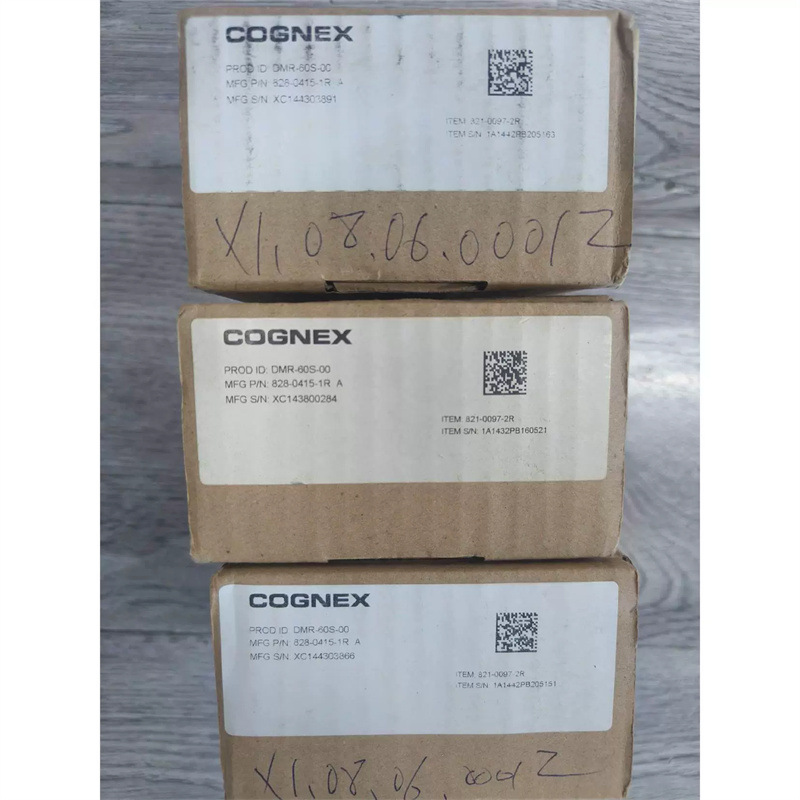 COGNEX
PROD ID: DMR-60S-00
MFG P/N: 828-0415-1R A
MFG S/N: XC144303891
ITEM: 821-0097-2R
ITEM S/N: 1A1442PB205163
X1,08,06.00012
COGNEX
PROD ID: DMR-60S-00
MFG P/N: 828-0415-1R A
MFG S/N: XC143800284
ITEM: 821-0097-2R
ITEM S/N: 1A1432PB160521
COGNEX
PROD ID: DMR-60S-00
MFG P/N: 828-0415-1R A
MFG S/N: XC144303866
ITEM: 821-0097-2R
ITEM S/N: 1A1442PB205151
X1,08,06,00012